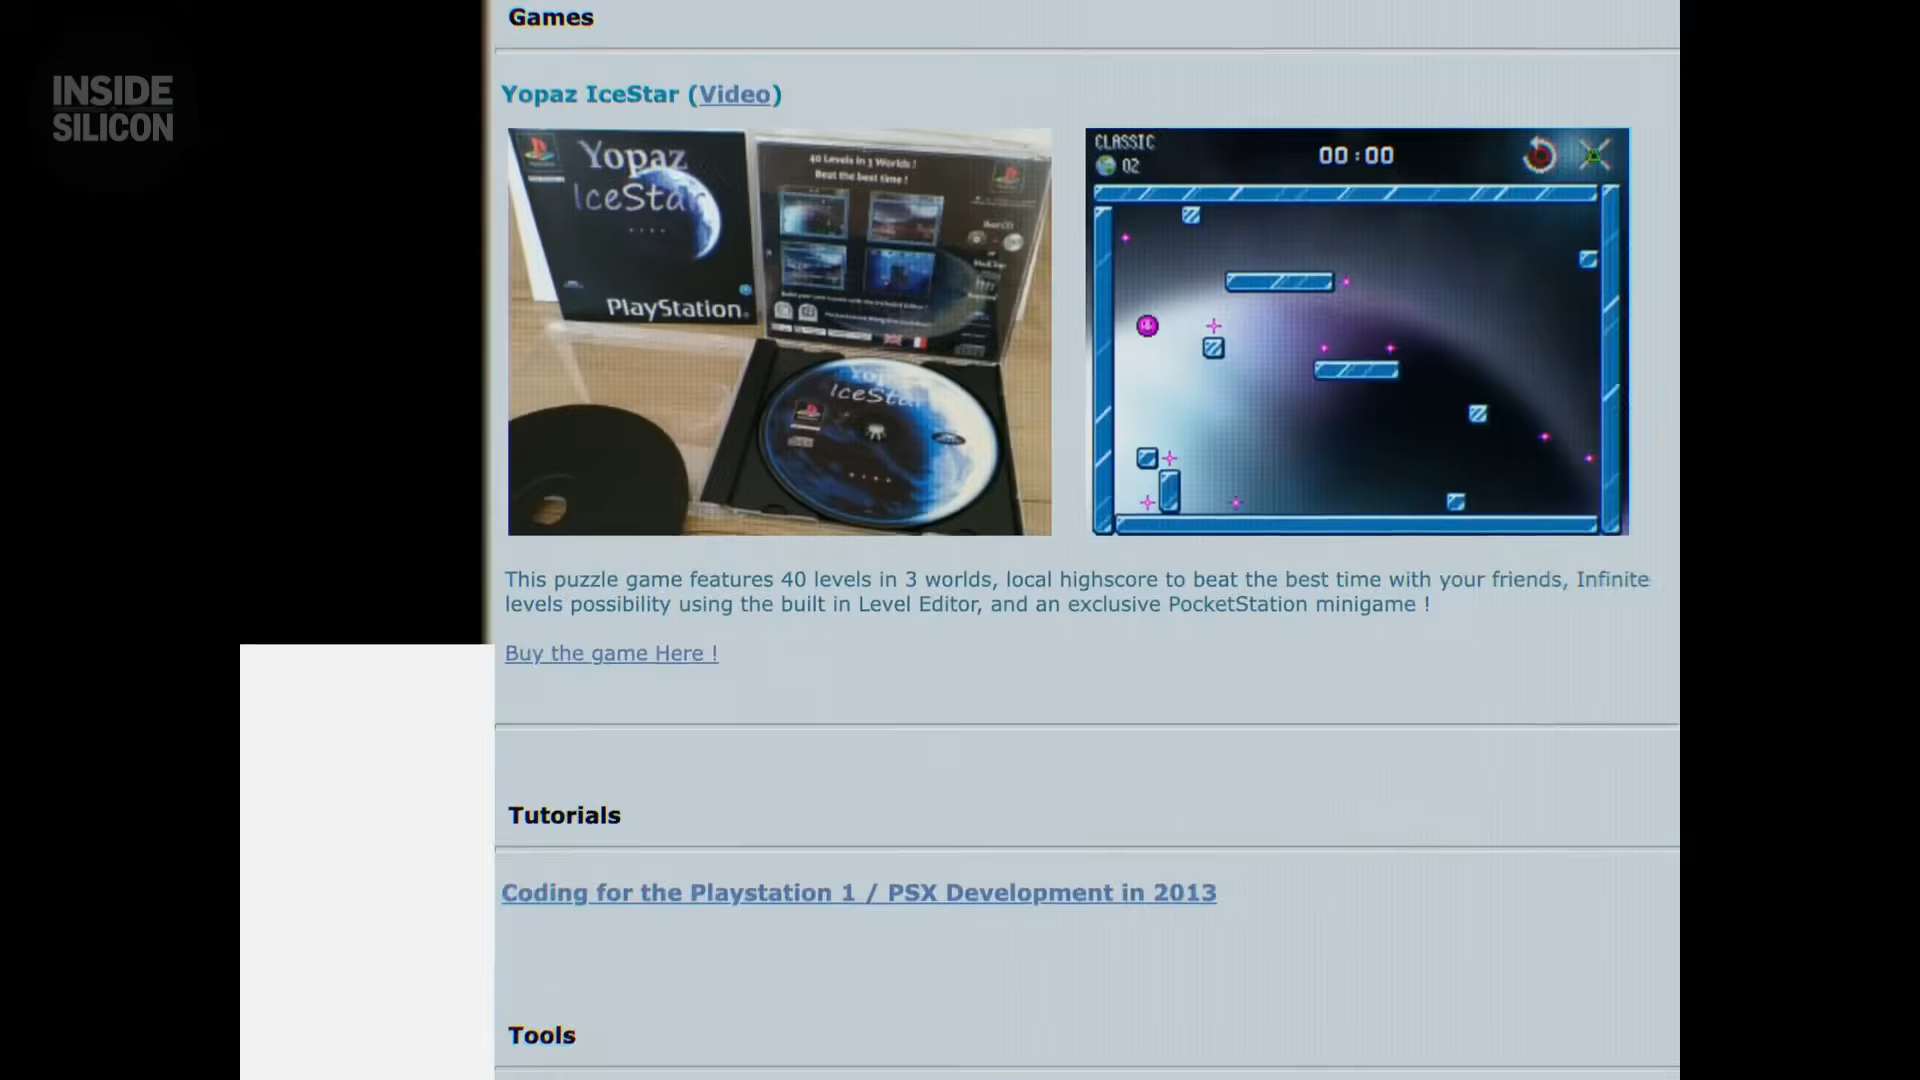 INSIDE
SILICON
Games
Yopaz IceStar (Video)
Yopaz
IceStar
PlayStation
40 Levels in 3 Worlds !
Beat the best time !
IceStar
CLASSIC
02
00:00
This puzzle game features 40 levels in 3 worlds, local highscore to beat the best time with your friends, Infinite
levels possibility using the built in Level Editor, and an exclusive PocketStation minigame !
Buy the game Here !
Tutorials
Coding for the Playstation 1 / PSX Development in 2013
Tools